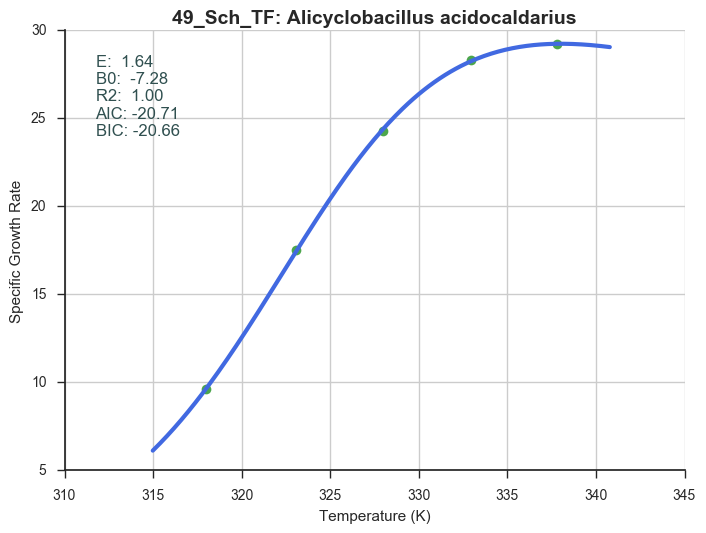 49_Sch_TF: Alicyclobacillus acidocaldarius
30
E:  1.64
B0:  -7.28
R2:  1.00
AIC: -20.71
BIC: -20.66
25
20
15
10
5
Specific Growth Rate
310 315 320 325 330 335 340 345
Temperature (K)